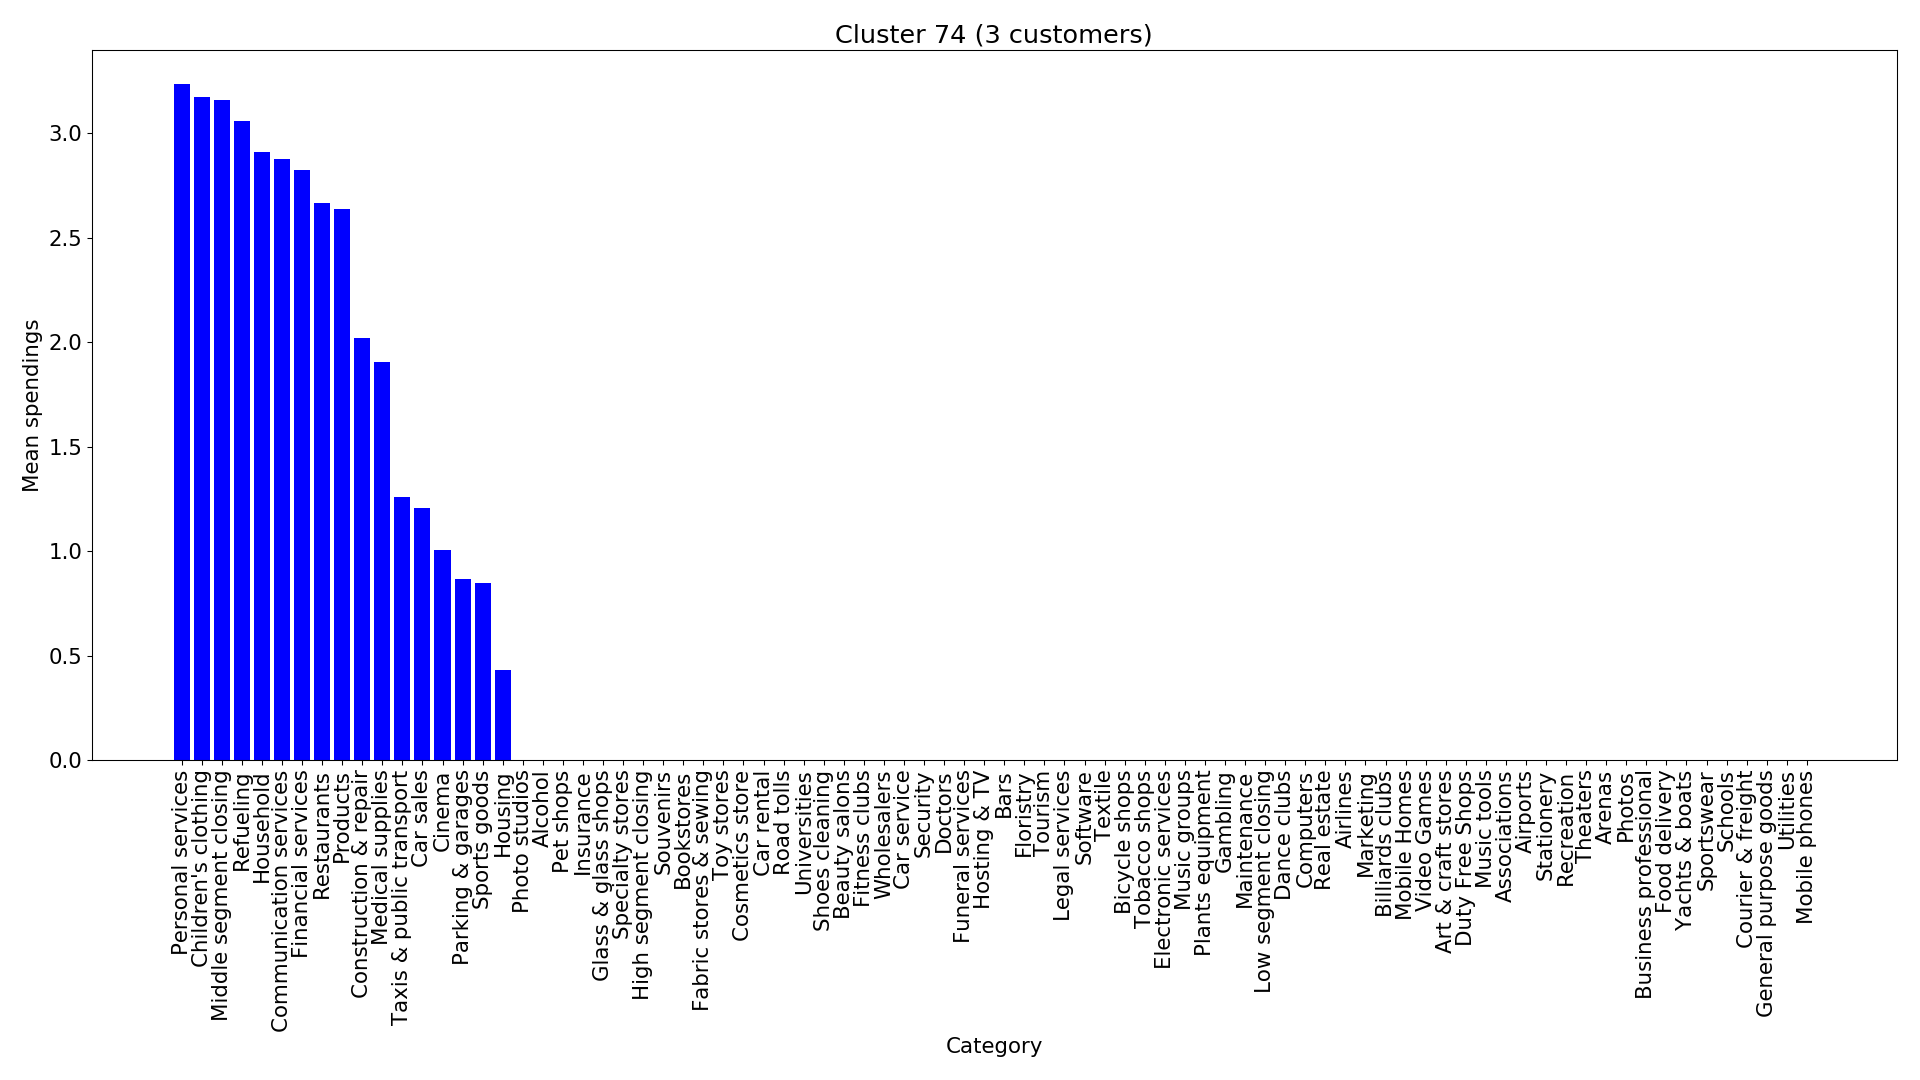 Cluster 74 (3 customers)
Mean spendings
3.0
2.5
2.0
1.5
1.0
0.5
0.0
Personal services
Children's clothing
Middle segment closing
Refueling
Household
Communication services
Financial services
Restaurants
Products
Construction & repair
Medical supplies
Taxis & public transport
Car sales
Cinema
Parking & garages
Sports goods
Housing
Photo studios
Alcohol
Pet shops
Insurance
Glass & glass shops
Specialty stores
High segment closing
Souvenirs
Bookstores
Fabric stores & sewing
Toy stores
Cosmetics store
Car rental
Road tolls
Universities
Shoes cleaning
Beauty salons
Fitness clubs
Wholesalers
Car service
Security
Doctors
Funeral services
Hosting & TV
Bars
Floristry
Tourism
Legal services
Software
Textile
Bicycle shops
Tobacco shops
Electronic services
Music groups
Plants equipment
Gambling
Maintenance
Low segment closing
Dance clubs
Computers
Real estate
Airlines
Marketing
Billiards clubs
Mobile Homes
Video Games
Art & craft stores
Duty Free Shops
Music tools
Associations
Airports
Stationery
Recreation
Theaters
Arenas
Photos
Business professional
Food delivery
Yachts & boats
Sportswear
Schools
Courier & freight
General purpose goods
Utilities
Mobile phones
Category